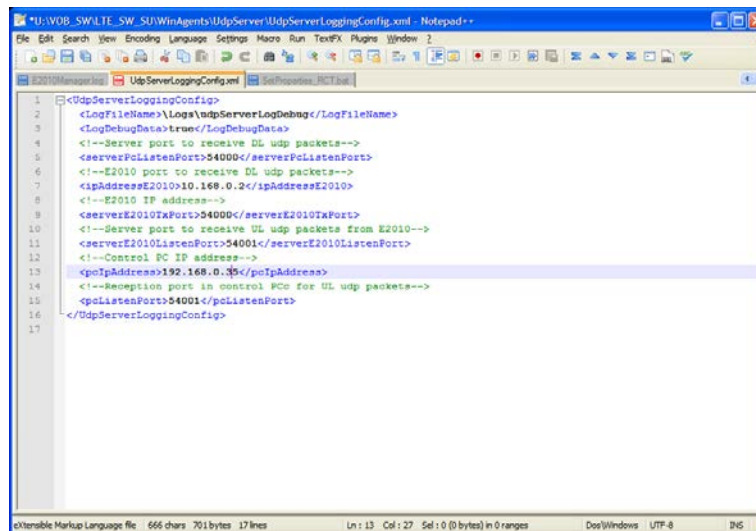 *U:\VOB_SW\LTE_SW_SU\WinAgents\UdpServer\UdpServerLoggingConfig.xml - Notepad++
File Edit Search View Encoding Language Settings Macro Run TextFX Plugins Window ?
E2010Manager.log UdpServerLoggingConfig.xml SetProperties_RCT.bat
1 <UdpServerLoggingConfig>
2 <LogFileName>\Logs\udpServerLogDebug</LogFileName>
3 <LogDebugData>true</LogDebugData>
4 <!--Server port to receive DL udp packets-->
5 <serverPcListenPort>54000</serverPcListenPort>
6 <!--E2010 port to receive DL udp packets-->
7 <ipAddressE2010>10.168.0.2</ipAddressE2010>
8 <!--E2010 IP address-->
9 <serverE2010TxPort>54000</serverE2010TxPort>
10 <!--Server port to receive UL udp packets from E2010-->
11 <serverE2010ListenPort>54001</serverE2010ListenPort>
12 <!--Control PC IP address-->
13 <pcIpAddress>192.168.0.35</pcIpAddress>
14 <!--Reception port in control PCc for UL udp packets-->
15 <pcListenPort>54001</pcListenPort>
16 </UdpServerLoggingConfig>
17
eXtensible Markup Language file 666 chars 701 bytes 17 lines Ln : 13 Col : 27 Sel : 0 (0 bytes) in 0 ranges Dos\Windows UTF-8 INS